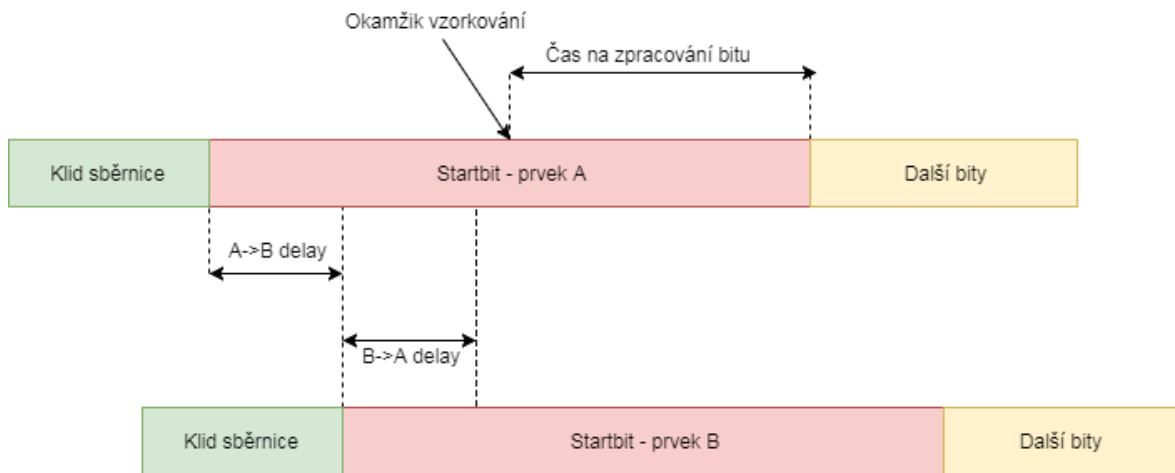 Okamžik vzorkování
Čas na zpracování bitu
Klid sběrnice
Startbit - prvek A
Další bity
A->B delay
B->A delay
Klid sběrnice
Startbit - prvek B
Další bity